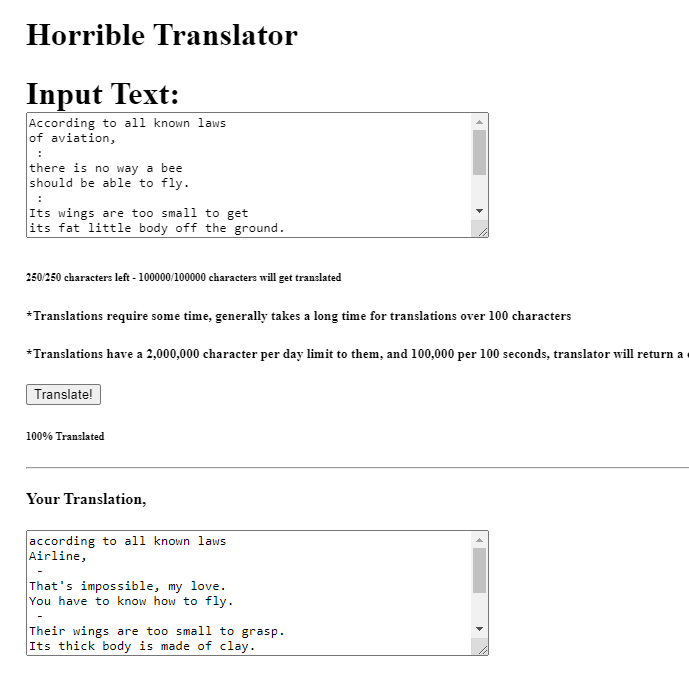 Horrible Translator
Input Text:
According to all known laws
of aviation,
:
there is no way a bee
should be able to fly.
:
Its wings are too small to get
its fat little body off the ground.
250/250 characters left - 100000/100000 characters will get translated
*Translations require some time, generally takes a long time for translations over 100 characters
*Translations have a 2,000,000 character per day limit to them, and 100,000 per 100 seconds, translator will return a
Translate!
100% Translated
Your Translation,
according to all known laws
Airline,
-
That's impossible, my love.
You have to know how to fly.
-
Their wings are too small to grasp.
Its thick body is made of clay.